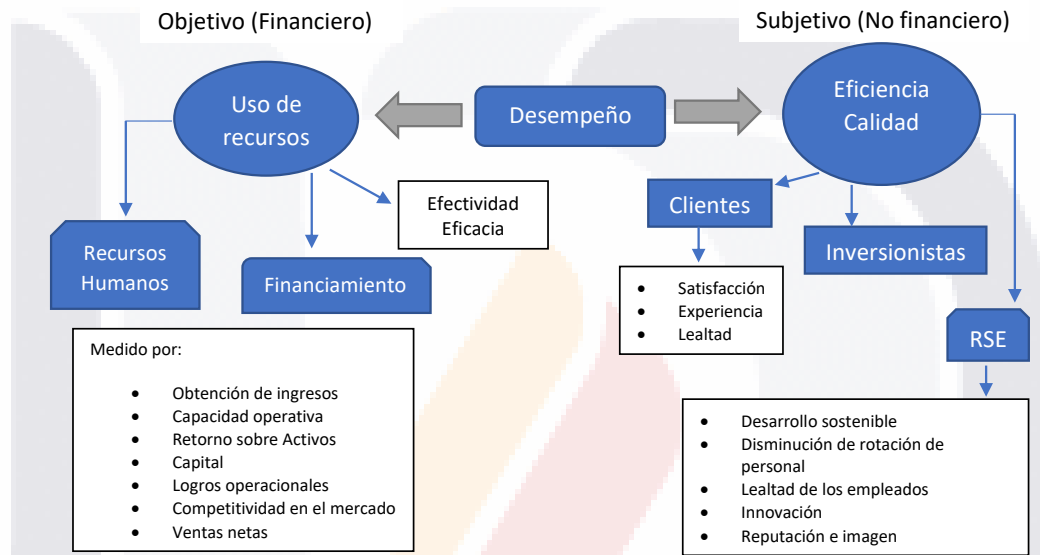 Objetivo (Financiero)
Subjetivo (No financiero)
Uso de
recursos
Desempeño
Eficiencia
Calidad
Efectividad
Eficacia
Clientes
Inversionistas
Recursos
Humanos
Financiamiento
• Satisfacción
• Experiencia
• Lealtad
RSE
Medido por:
• Obtención de ingresos
• Capacidad operativa
• Retorno sobre Activos
• Capital
• Logros operacionales
• Competitividad en el mercado
• Ventas netas
• Desarrollo sostenible
• Disminución de rotación de
personal
• Lealtad de los empleados
• Innovación
• Reputación e imagen